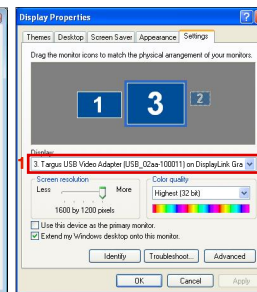 Display Properties
?
Themes Desktop Screen Saver Appearance Settings
Drag the monitor icons to match the physical arrangement of your monitors.
1 3 2
Display:
1
3. Targus USB Video Adapter (USB_02aa-100011) on DisplayLink Gra
Screen resolution
Less More
1600 by 1200 pixels
Color quality
Highest (32 bit)
Use this device as the primary monitor.
Extend my Windows desktop onto this monitor.
Identify Troubleshoot... Advanced
OK Cancel Apply